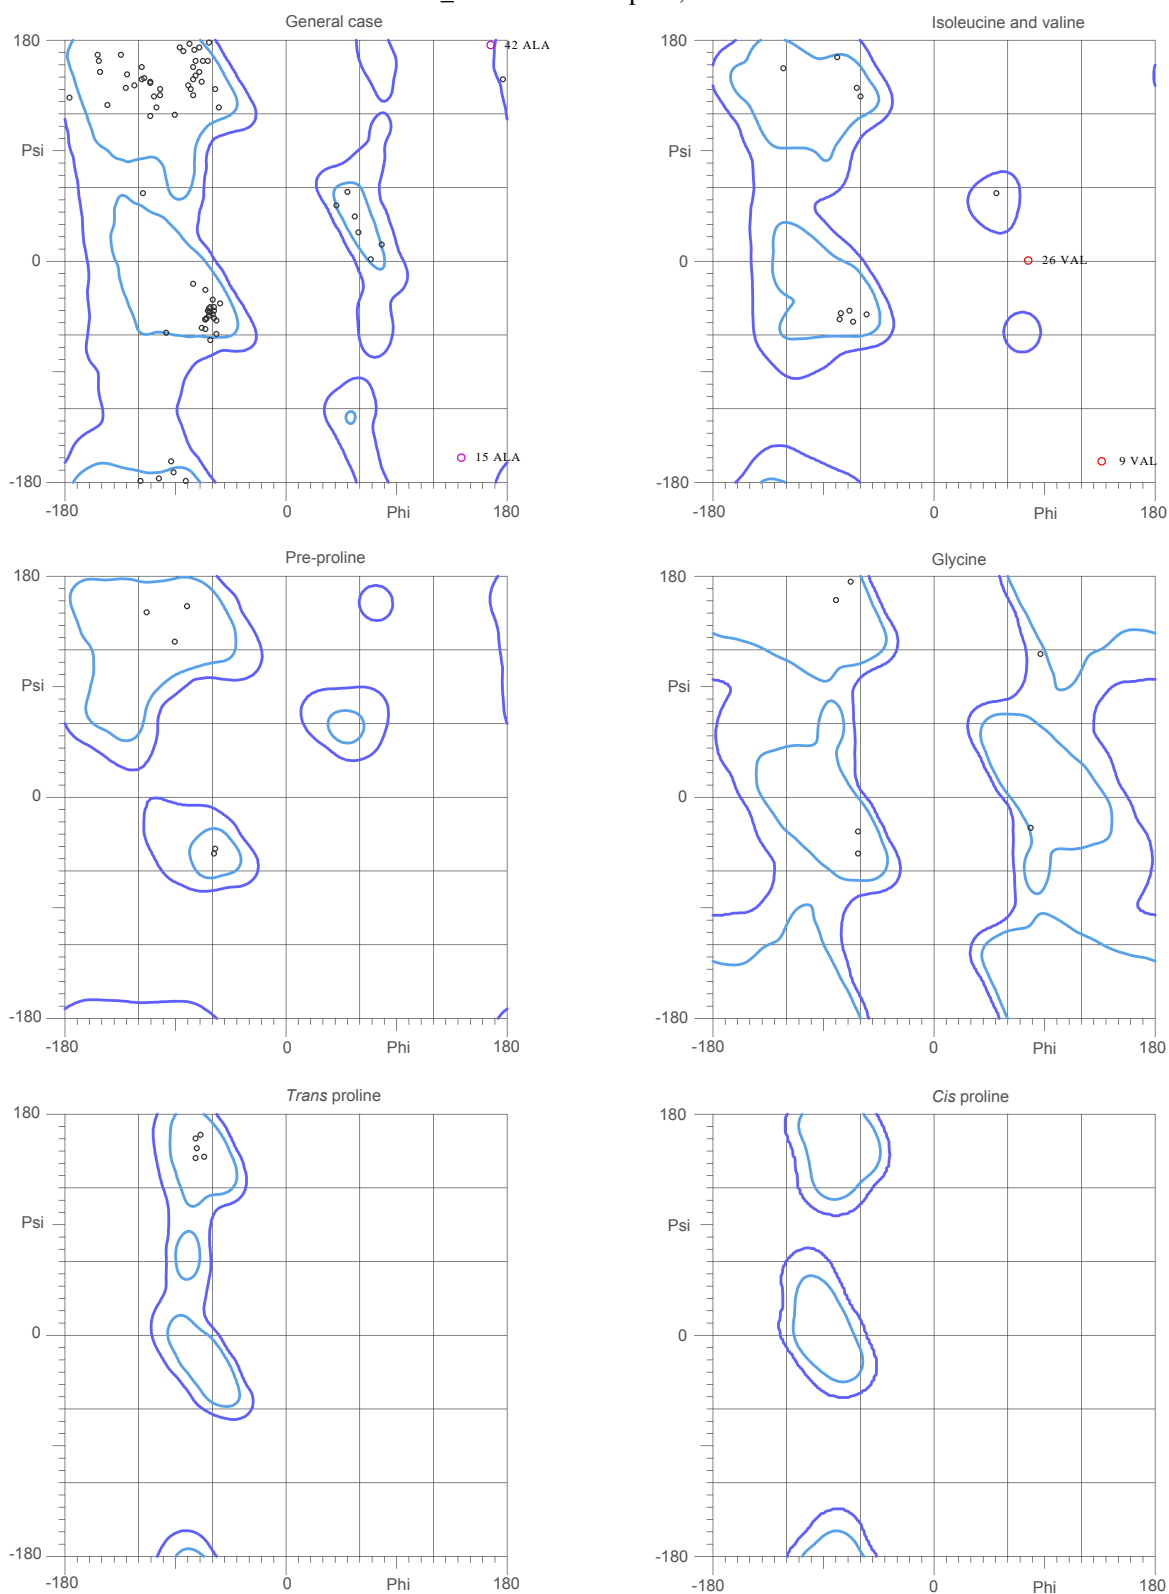 General case
Isoleucine and valine
180
42 ALA
180
Psi
Psi
0
0
26 VAL
15 ALA
9 VAL
-180
-180
-180
0
Phi
180
-180
0
Phi
180
Pre-proline
Glycine
180
180
Psi
Psi
0
0
-180
-180
-180
0
Phi
180
-180
0
Phi
180
Trans proline
Cis proline
180
180
Psi
Psi
0
0
-180
-180
-180
0
Phi
180
-180
0
Phi
180